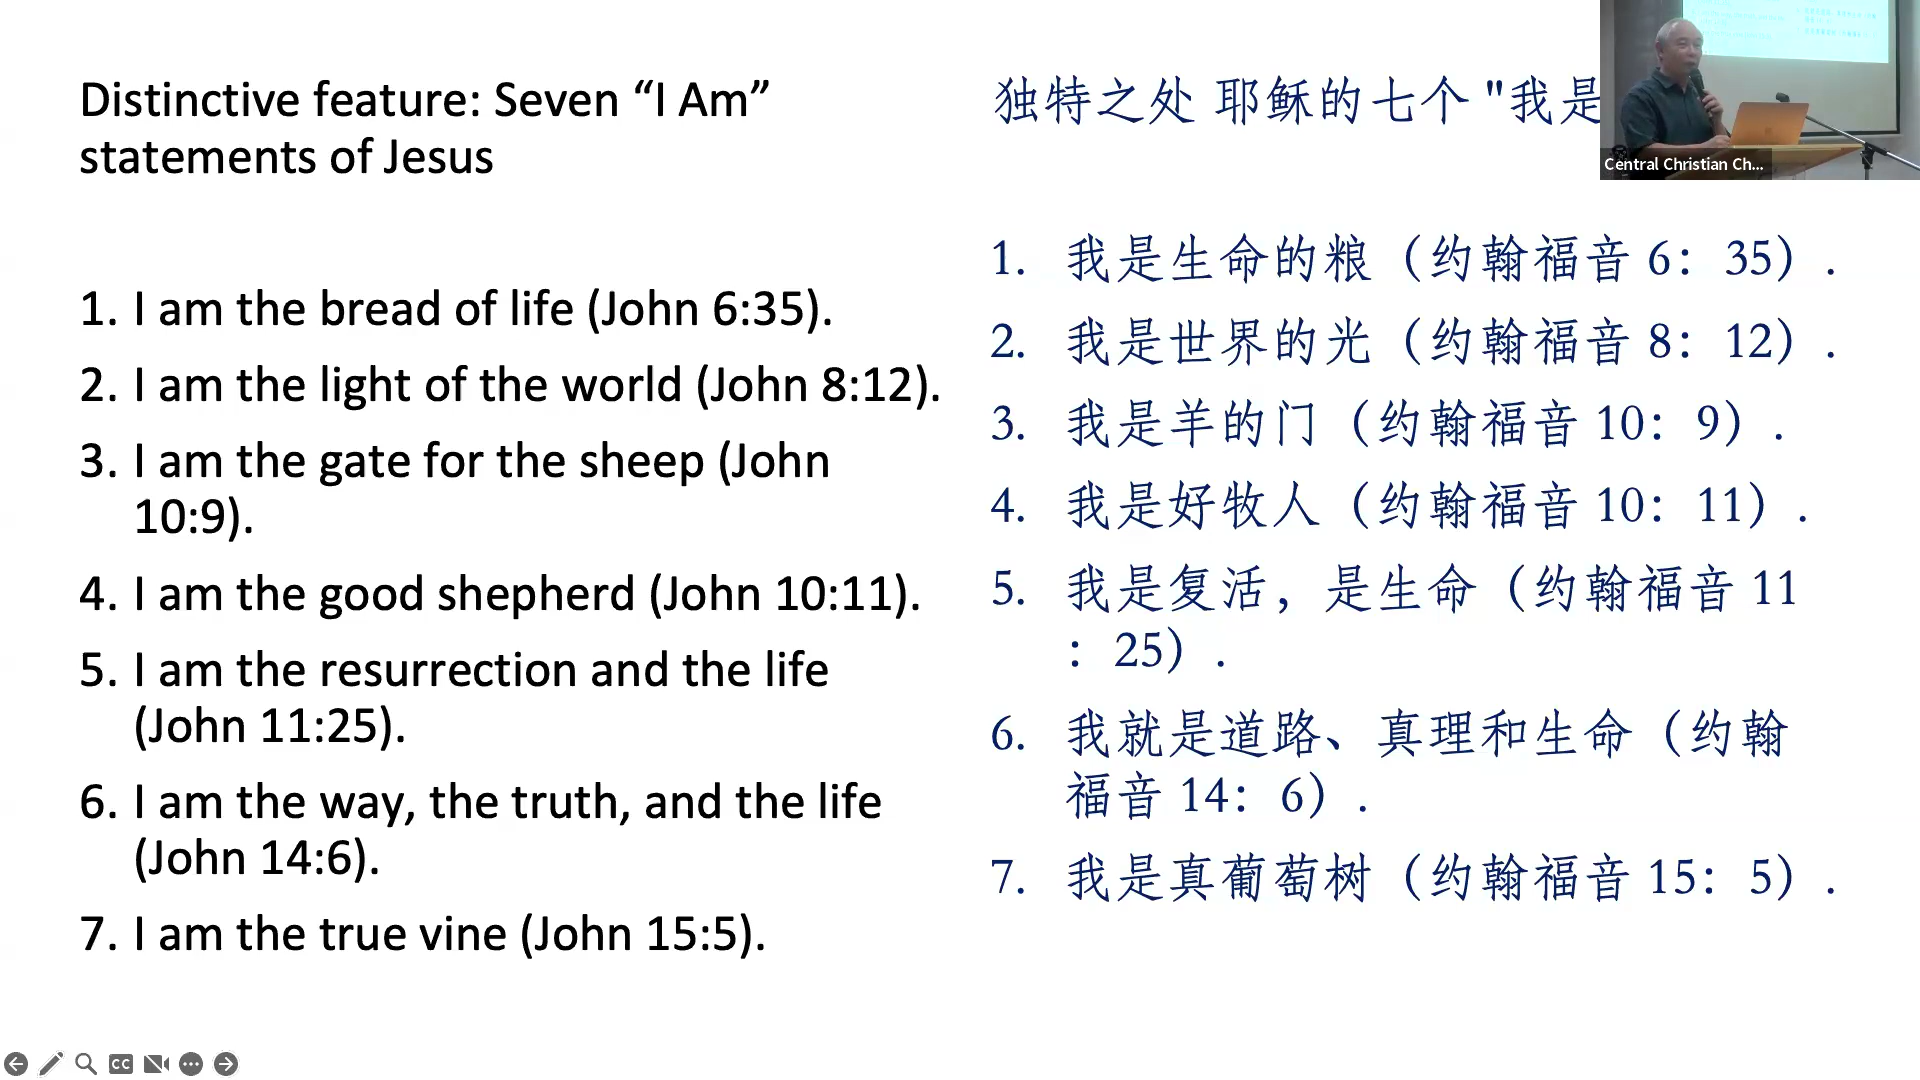 Distinctive feature: Seven “I Am”
statements of Jesus
1. I am the bread of life (John 6:35).
2. I am the light of the world (John 8:12).
3. I am the gate for the sheep (John
10:9).
4. I am the good shepherd (John 10:11).
5. I am the resurrection and the life
(John 11:25).
6. I am the way, the truth, and the life
(John 14:6).
7. I am the true vine (John 15:5).
独特之处 耶稣的七个 "我是
1. 我是生命的粮（约翰福音 6：35）.
2. 我是世界的光（约翰福音 8：12）.
3. 我是羊的门（约翰福音 10：9）.
4. 我是好牧人（约翰福音 10：11）.
5. 我是复活，是生命（约翰福音 11
：25）.
6. 我就是道路、真理和生命（约翰
福音 14：6）.
7. 我是真葡萄树（约翰福音 15：5）.
Central Christian Ch...
CC